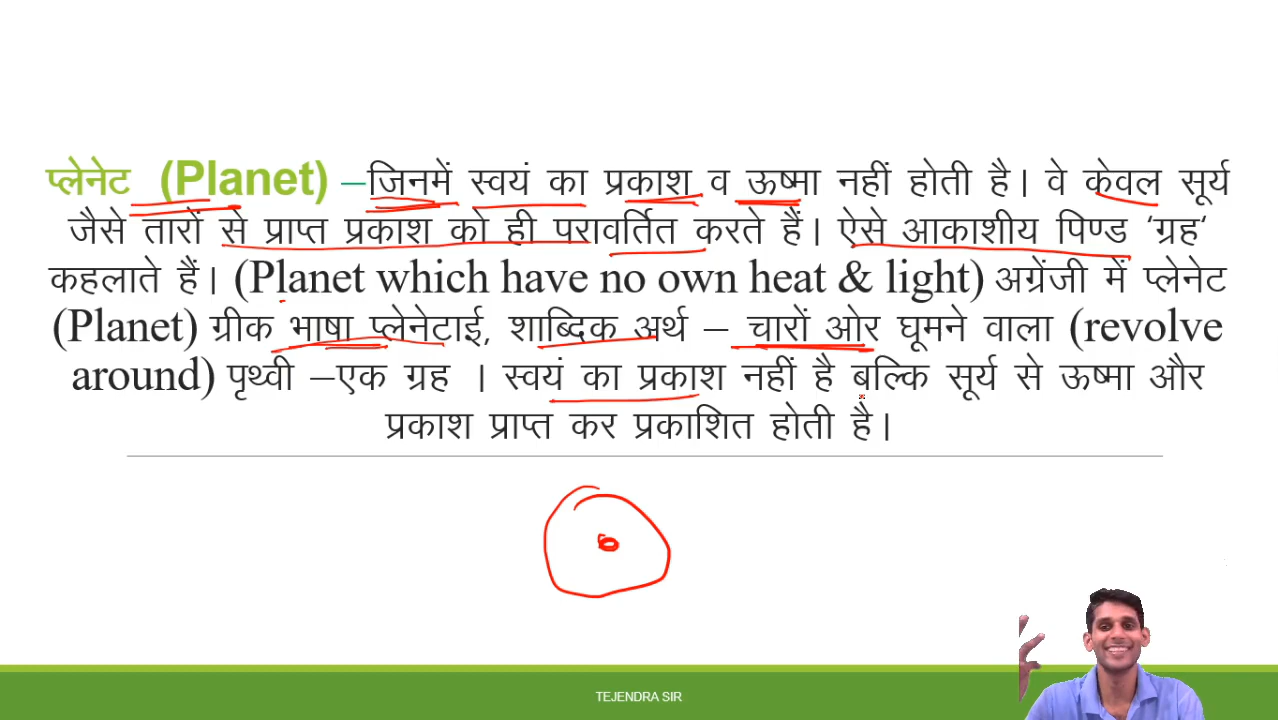 प्लेनेट (Planet) –जिनमें स्वयं का प्रकाश व ऊष्मा नहीं होती है। वे केवल सूर्य
जैसे तारों से प्राप्त प्रकाश को ही परावर्तित करते हैं। ऐसे आकाशीय पिण्ड ‘ग्रह‘
कहलाते हैं। (Planet which have no own heat & light) अग्रेंजी में प्लेनेट
(Planet) ग्रीक भाषा प्लेनेटाई, शाब्दिक अर्थ – चारों ओर घूमने वाला (revolve
around) पृथ्वी –एक ग्रह । स्वयं का प्रकाश नहीं है बल्कि सूर्य से ऊष्मा और
प्रकाश प्राप्त कर प्रकाशित होती है।
TEJENDRA SIR